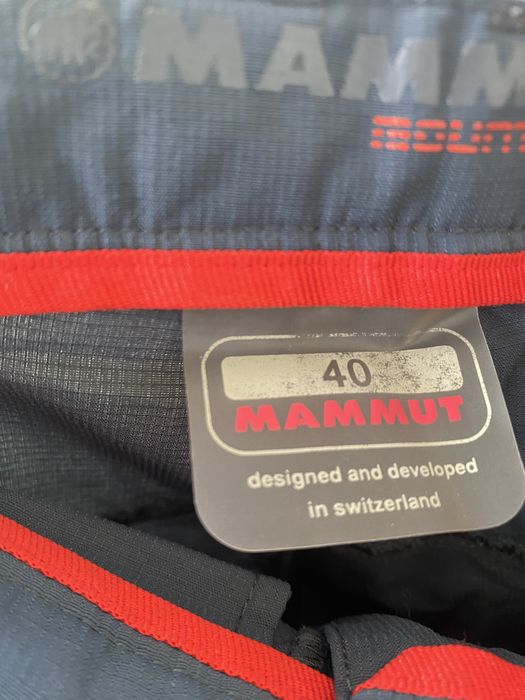 MAMM
40
MAMMUT
designed and developed
in switzerland